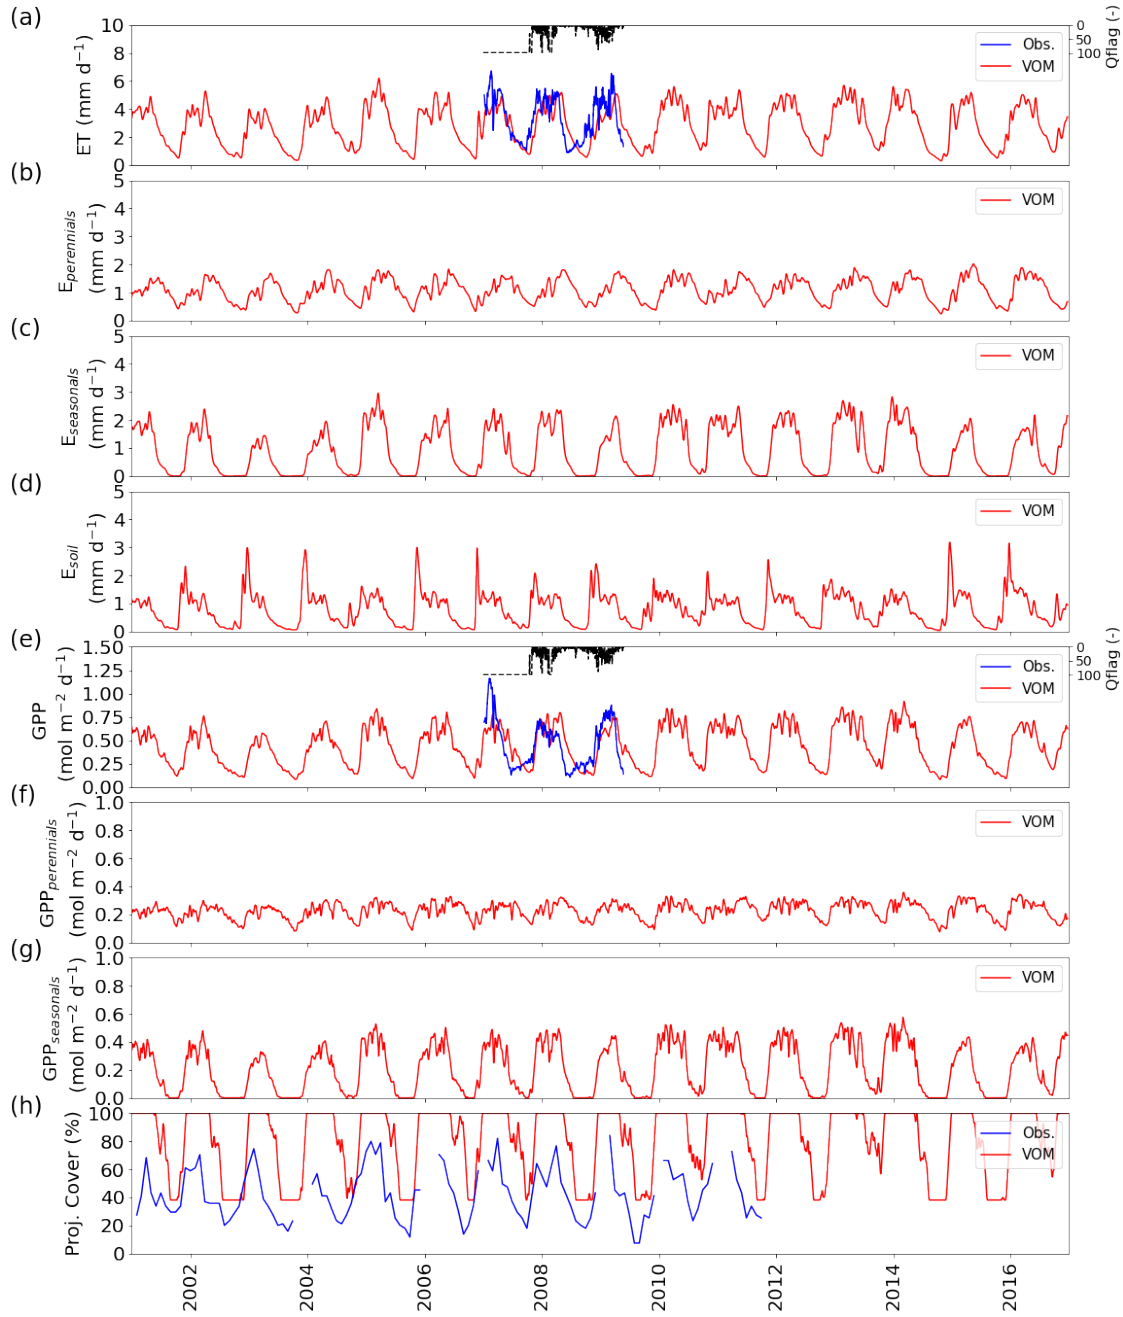 (a)
10
8
6
4
2
0
ET (mm d⁻¹)
0
50
100
Qflag (-)
Obs.
VOM
(b)
5
4
3
2
1
0
E_perennials
(mm d⁻¹)
VOM
(c)
5
4
3
2
1
0
E_seasonals
(mm d⁻¹)
VOM
(d)
5
4
3
2
1
0
E_soil
(mm d⁻¹)
VOM
(e)
1.50
1.25
1.00
0.75
0.50
0.25
0.00
GPP
(mol m⁻² d⁻¹)
0
50
100
Qflag (-)
Obs.
VOM
(f)
1.0
0.8
0.6
0.4
0.2
0.0
GPP_perennials
(mol m⁻² d⁻¹)
VOM
(g)
1.0
0.8
0.6
0.4
0.2
0.0
GPP_seasonals
(mol m⁻² d⁻¹)
VOM
(h)
100
80
60
40
20
0
Proj. Cover (%)
Obs.
VOM
2002
2004
2006
2008
2010
2012
2014
2016